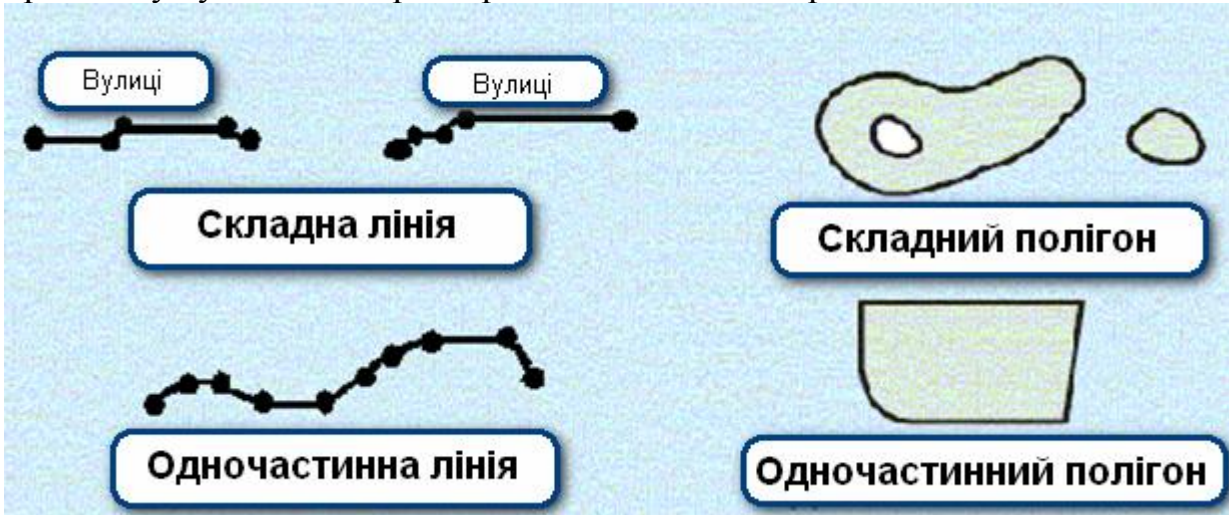 Вулиці
Вулиці
Складна лінія
Складний полігон
Одночастинна лінія
Одночастинний полігон